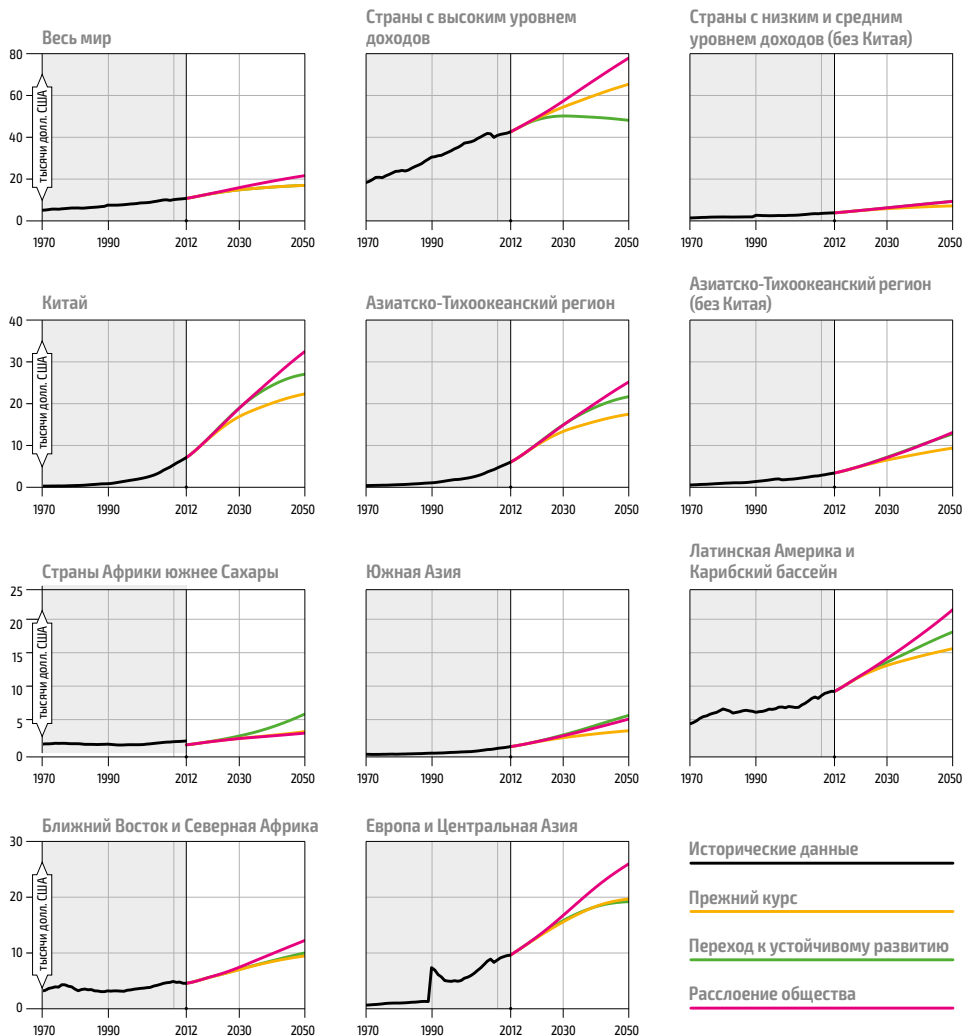 Весь мир
Страны с высоким уровнем
доходов
Страны с низким и средним
уровнем доходов (без Китая)
80
60
40
20
0
тысячи долл. США
1970 1990 2012 2030 2050
1970 1990 2012 2030 2050
1970 1990 2012 2030 2050
Китай
Азиатско-Тихоокеанский регион
Азиатско-Тихоокеанский регион
(без Китая)
40
30
20
10
0
тысячи долл. США
1970 1990 2012 2030 2050
1970 1990 2012 2030 2050
1970 1990 2012 2030 2050
Страны Африки южнее Сахары
Южная Азия
Латинская Америка и
Карибский бассейн
25
20
15
10
5
0
тысячи долл. США
1970 1990 2012 2030 2050
1970 1990 2012 2030 2050
1970 1990 2012 2030 2050
Ближний Восток и Северная Африка
Европа и Центральная Азия
30
20
10
0
тысячи долл. США
1970 1990 2012 2030 2050
1970 1990 2012 2030 2050
Исторические данные
Прежний курс
Переход к устойчивому развитию
Расслоение общества